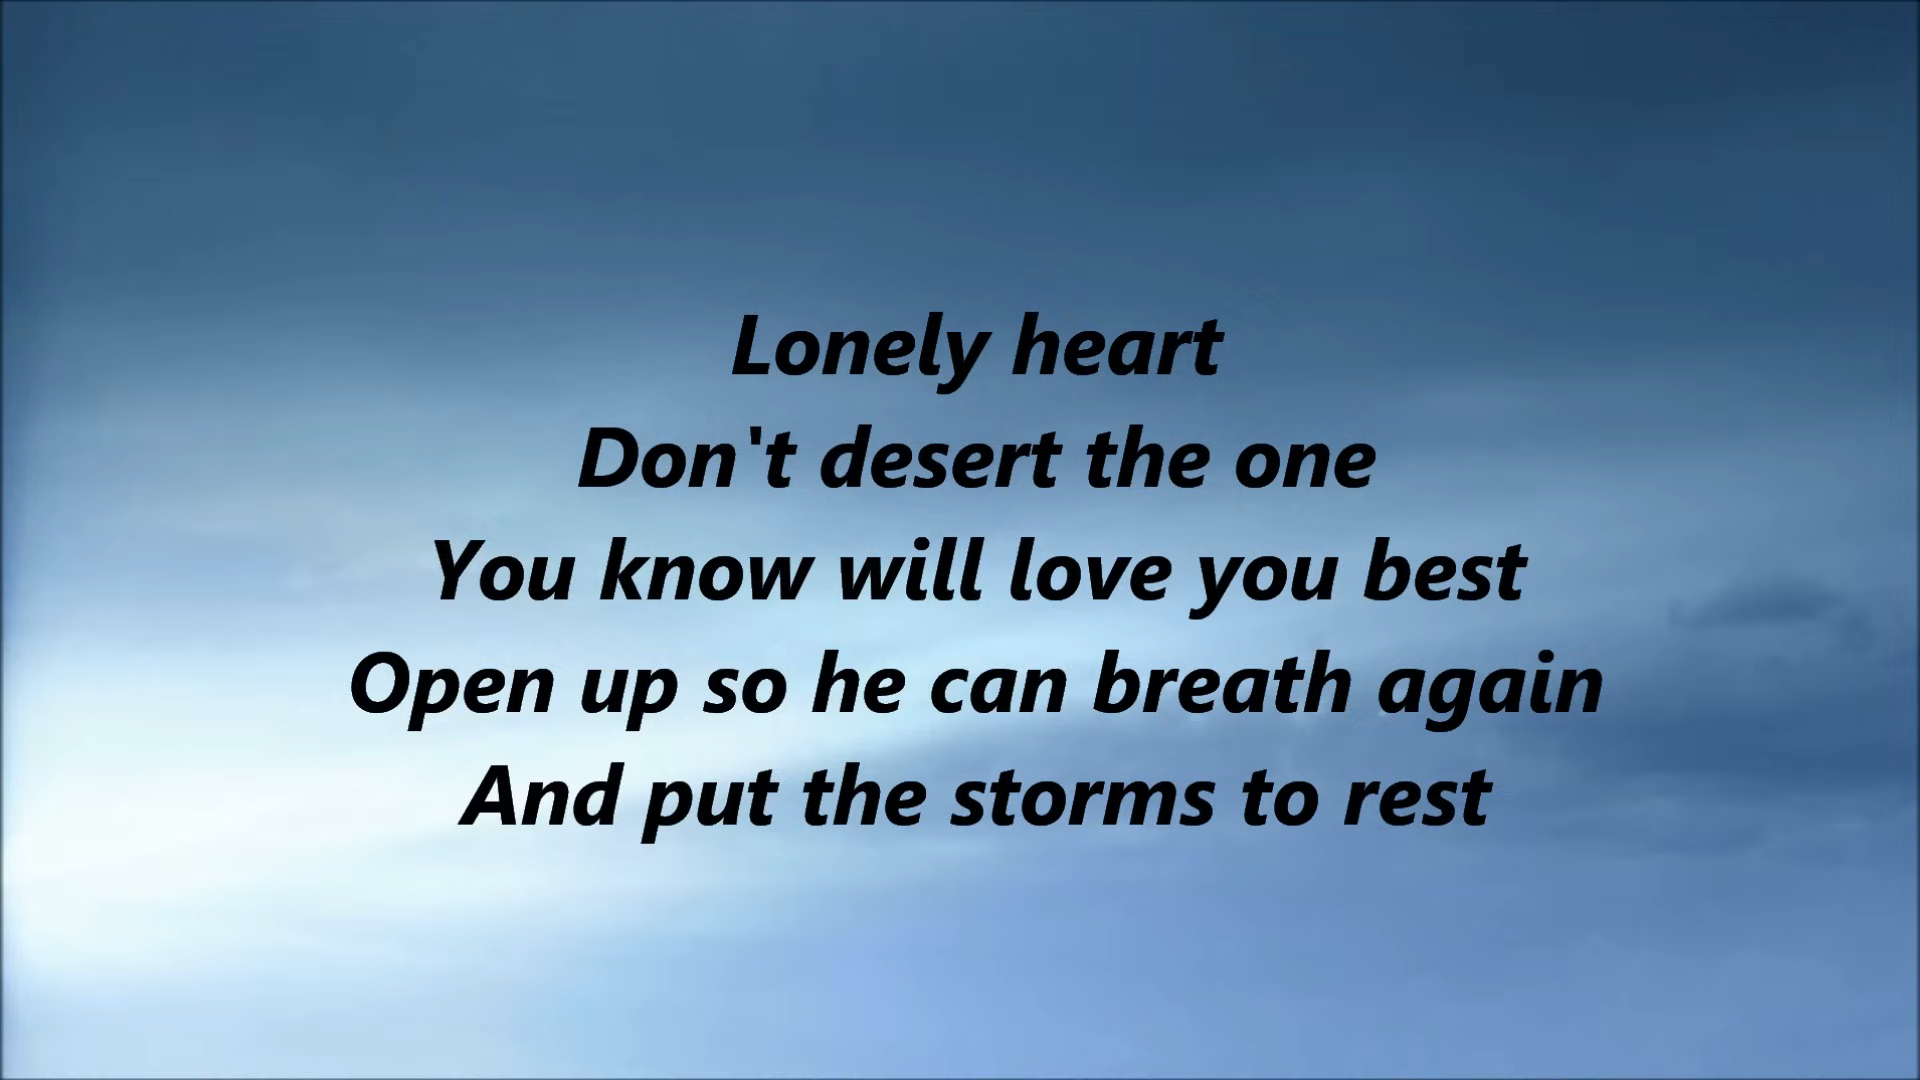 Lonely heart
Don't desert the one
You know will love you best
Open up so he can breath again
And put the storms to rest